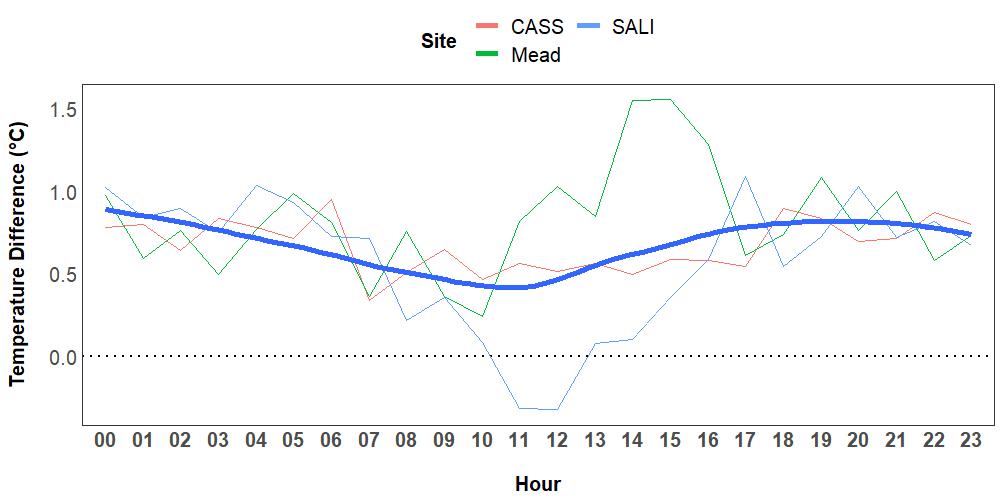 Site CASS SALI
Mead
Temperature Difference (°C)
1.5
1.0
0.5
0.0
00 01 02 03 04 05 06 07 08 09 10 11 12 13 14 15 16 17 18 19 20 21 22 23
Hour